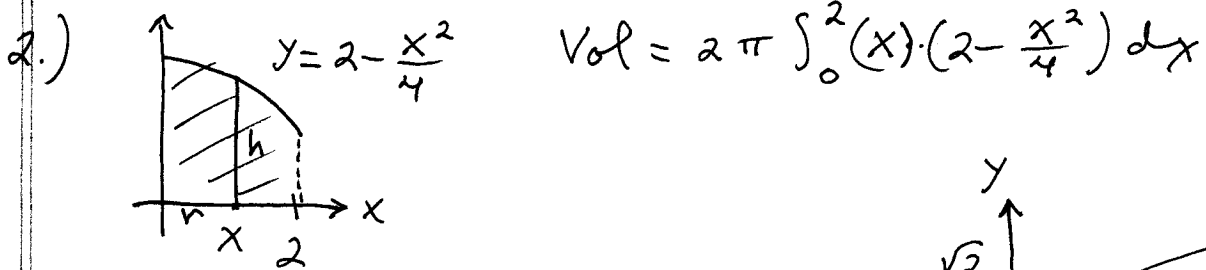 2.) y = 2 - x²/4 Vol = 2π ∫₀² (x)·(2 - x²/4) dx
h
r
x
x
2
y
√2